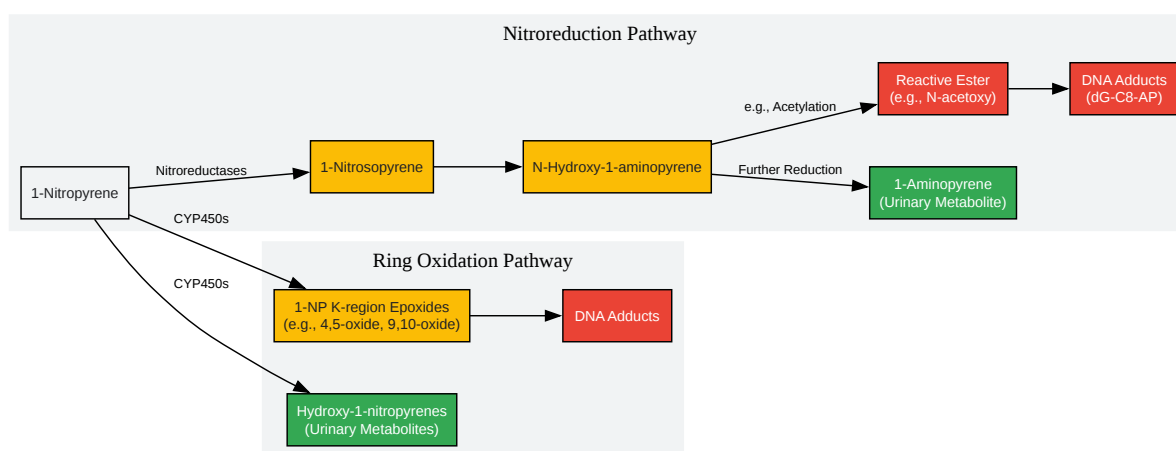 Nitroreduction Pathway
Reactive Ester
(e.g., N-acetoxy)
DNA Adducts
(dG-C8-AP)
e.g., Acetylation
1-Nitropyrene
Nitroreductases
1-Nitrosopyrene
N-Hydroxy-1-aminopyrene
Further Reduction
1-Aminopyrene
(Urinary Metabolite)
CYP450s
Ring Oxidation Pathway
CYP450s
1-NP K-region Epoxides
(e.g., 4,5-oxide, 9,10-oxide)
DNA Adducts
Hydroxy-1-nitropyrenes
(Urinary Metabolites)